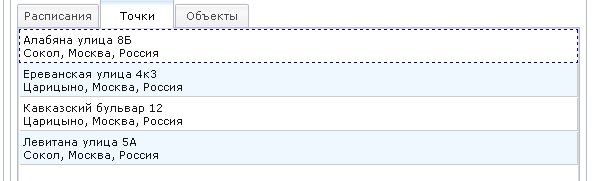 Расписания Точки Объекты
Алабяна улица 8Б
Сокол, Москва, Россия
Ереванская улица 4к3
Царицыно, Москва, Россия
Кавказский бульвар 12
Царицыно, Москва, Россия
Левитана улица 5А
Сокол, Москва, Россия